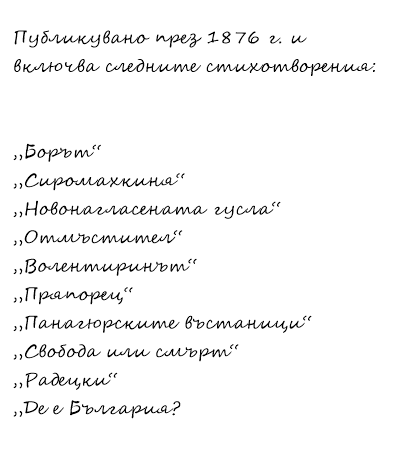 Публикувано през 1876 г. и
включва следните стихотворения:
,,Борът“
,,Сиромахкиня“
,,Новонагласената гусла“
,,Отмъстител“
,,Волентиринът“
,,Пряпорец“
,,Панагюрските въстаници“
,,Свобода или смърт“
,,Радецки“
,,Де е България?